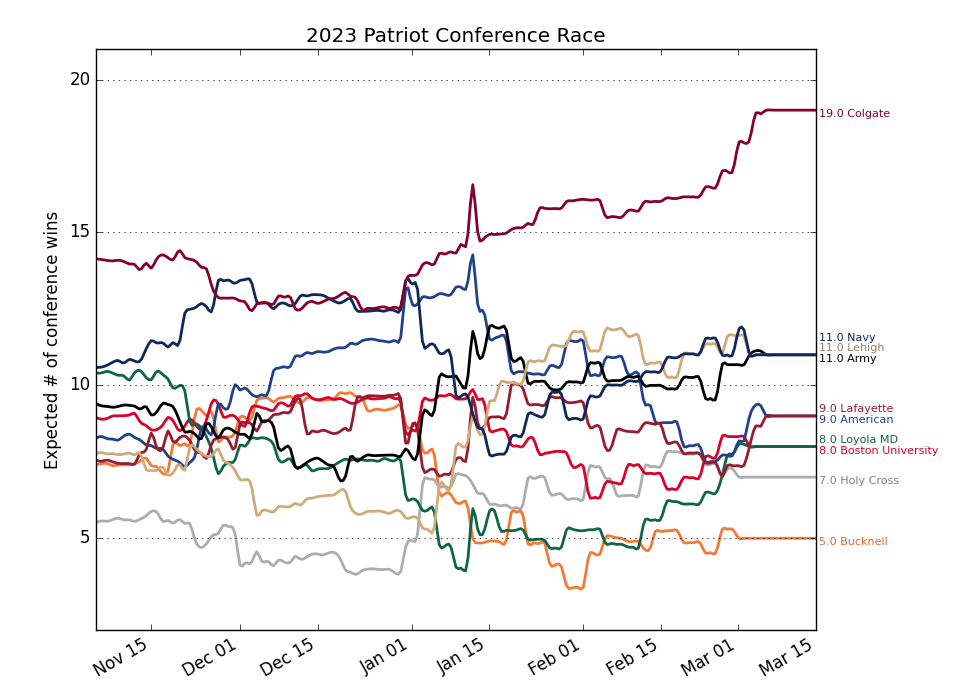 2023 Patriot Conference Race
Expected # of conference wins
20
15
10
5
19.0 Colgate
11.0 Navy
11.0 Lehigh
11.0 Army
9.0 Lafayette
9.0 American
8.0 Loyola MD
8.0 Boston University
7.0 Holy Cross
5.0 Bucknell
Nov 15
Dec 01
Dec 15
Jan 01
Jan 15
Feb 01
Feb 15
Mar 01
Mar 15